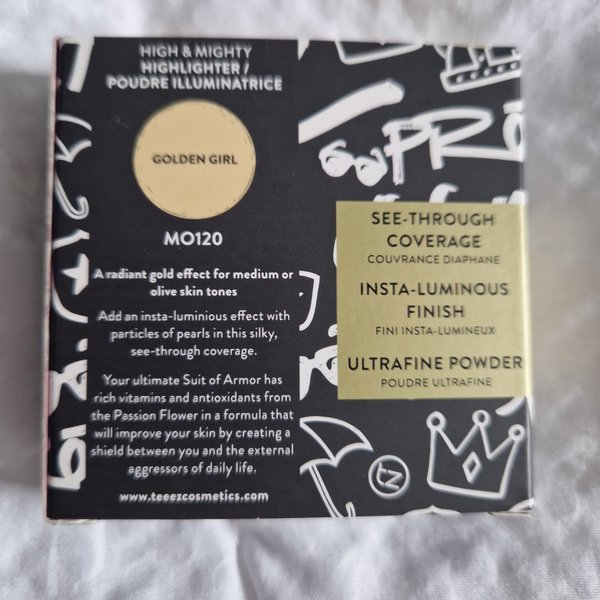 HIGH & MIGHTY
HIGHLIGHTER /
POUDRE ILLUMINATRICE
GOLDEN GIRL
MO120
A radiant gold effect for medium or
olive skin tones
Add an insta-luminious effect with
particles of pearls in this silky,
see-through coverage.
Your ultimate Suit of Armor has
rich vitamins and antioxidants from
the Passion Flower in a formula that
will improve your skin by creating a
shield between you and the external
aggressors of daily life.
www.teeezcosmetics.com
SEE-THROUGH
COVERAGE
COUVRANCE DIAPHANE
INSTA-LUMINOUS
FINISH
FINI INSTA-LUMINEUX
ULTRAFINE POWDER
POUDRE ULTRAFINE
tz